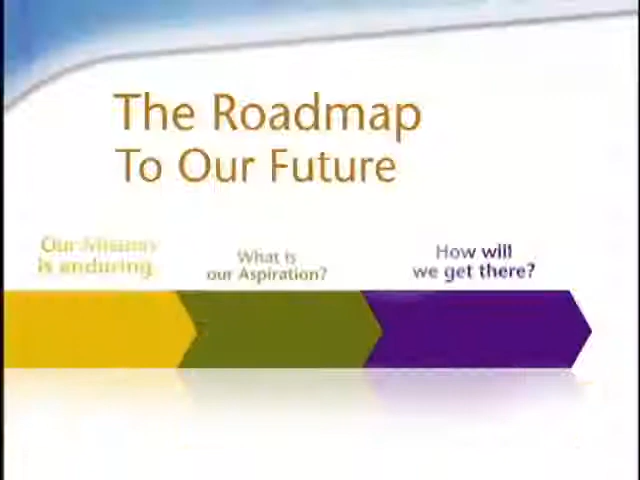 The Roadmap
To Our Future
Our Mission
is enduring.
What is
our Aspiration?
How will
we get there?